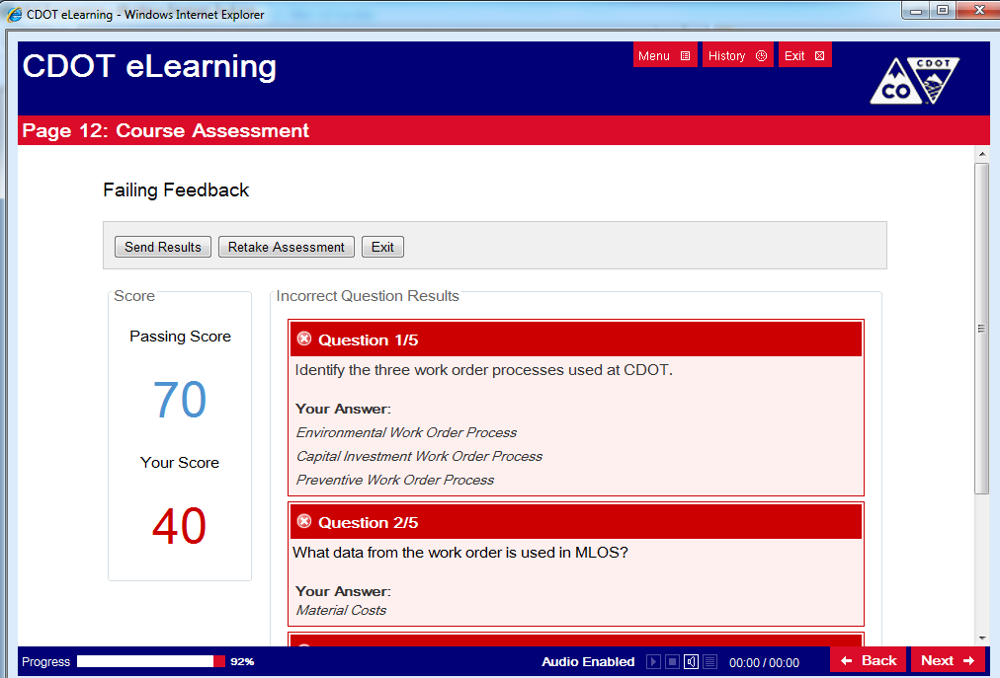 CDOT eLearning - Windows Internet Explorer
CDOT eLearning
Menu
History
Exit
CO
CDOT
Page 12: Course Assessment
Failing Feedback
Send Results
Retake Assessment
Exit
Score
Passing Score
70
Your Score
40
Incorrect Question Results
Question 1/5
Identify the three work order processes used at CDOT.
Your Answer:
Environmental Work Order Process
Capital Investment Work Order Process
Preventive Work Order Process
Question 2/5
What data from the work order is used in MLOS?
Your Answer:
Material Costs
Progress
92%
Audio Enabled
00:00 / 00:00
Back
Next